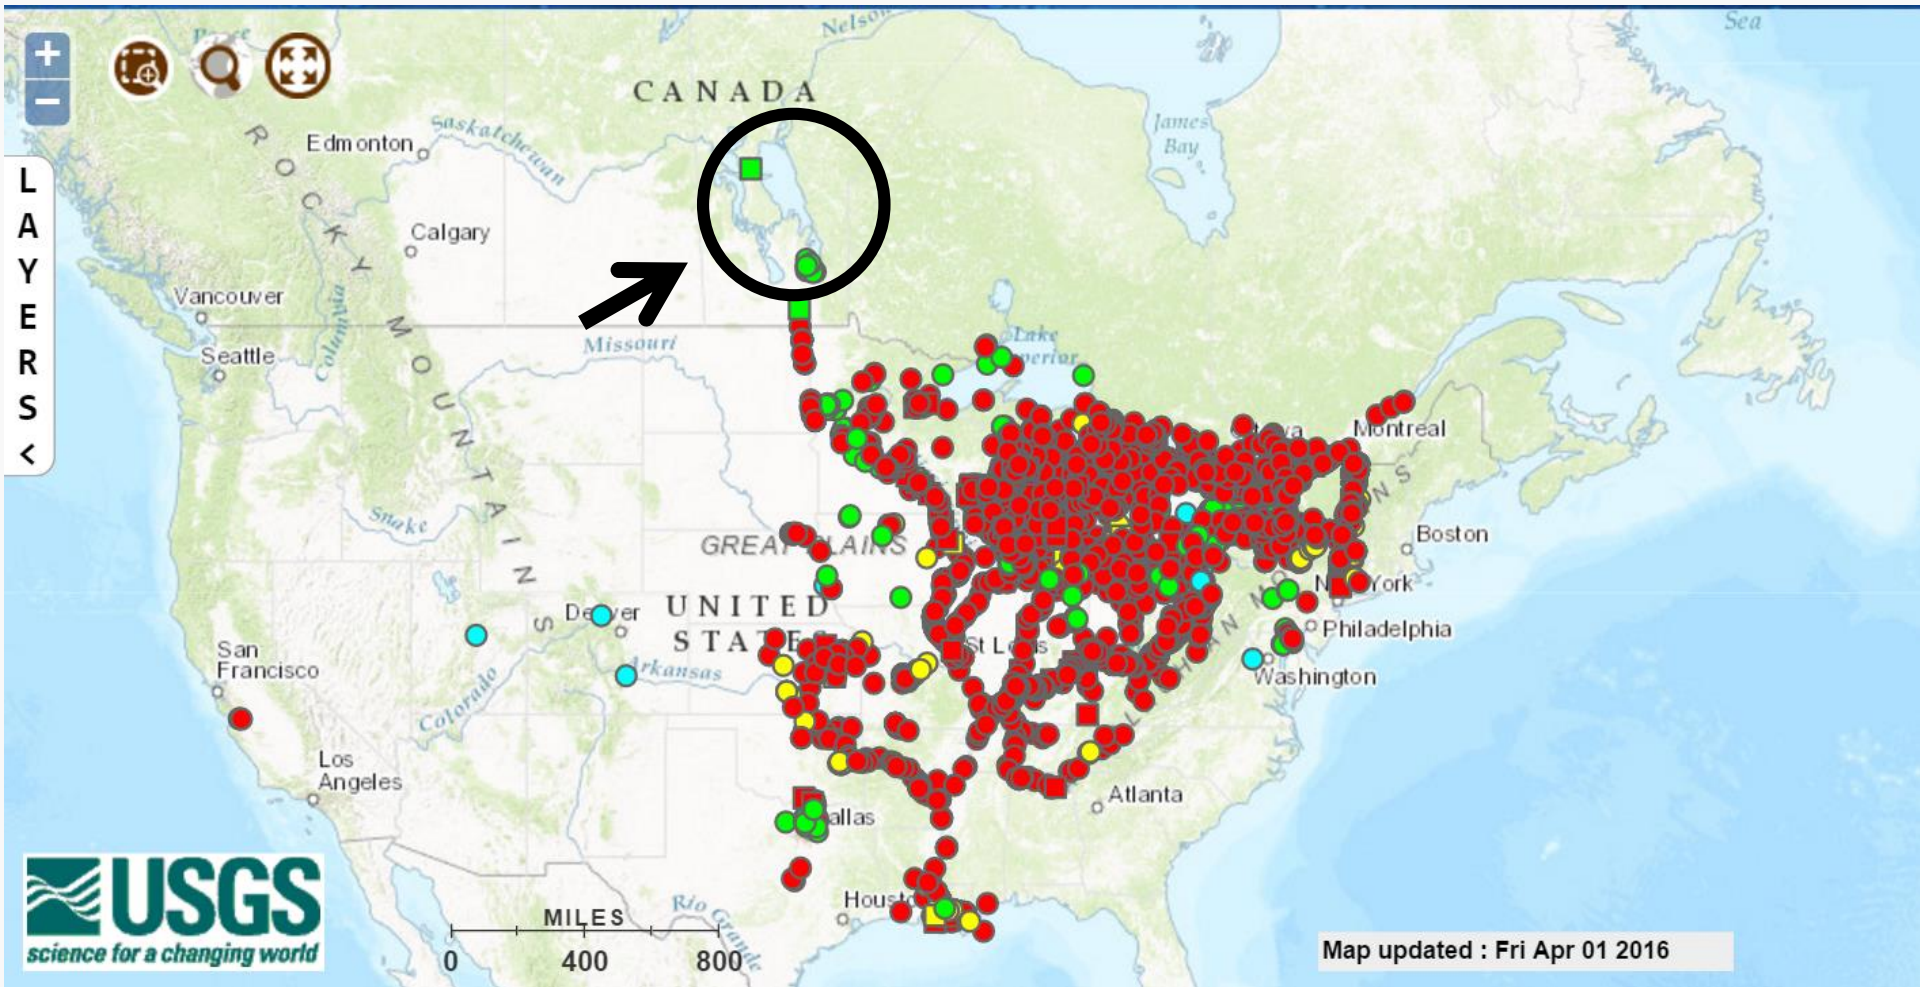 Sea
Nelson
Peace
CANADA
James
Bay
Saskatchewan
Edmonton
L
A
Y
E
R
S
<
ROCKY MOUNTAINS
Calgary
Vancouver
Columbia
Seattle
Missouri
Lake
Superior
Montreal
Snake
GREAT PLAINS
Boston
New York
Denver
UNITED
STATES
St Louis
Philadelphia
San
Francisco
Arkansas
Washington
Colorado
Los
Angeles
Atlanta
Dallas
Rio Grande
Houston
MILES
0 400 800
USGS
science for a changing world
Map updated : Fri Apr 01 2016
+
−